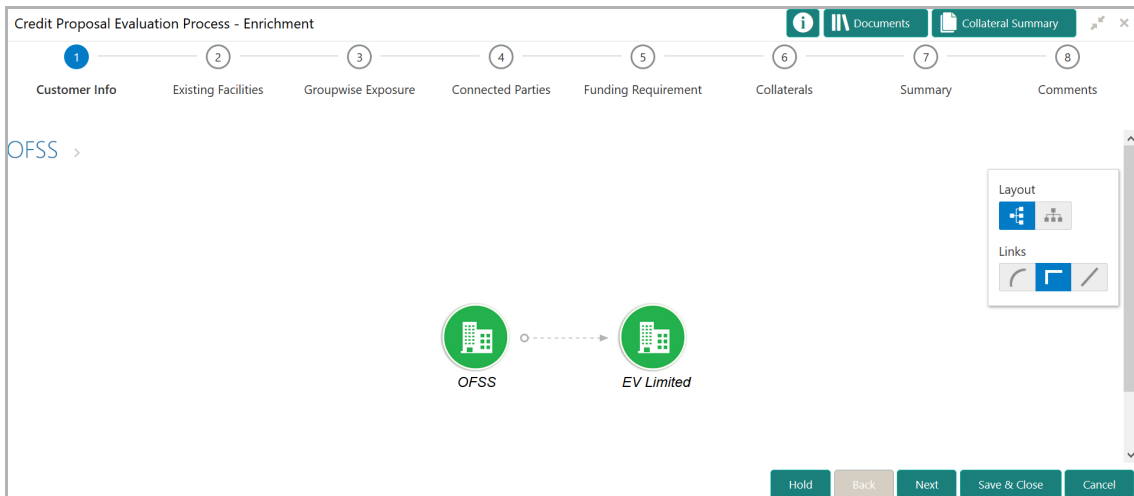 Credit Proposal Evaluation Process - Enrichment
i Documents Collateral Summary
1 2 3 4 5 6 7 8
Customer Info Existing Facilities Groupwise Exposure Connected Parties Funding Requirement Collaterals Summary Comments
OFSS
Layout
Links
OFSS EV Limited
Hold Back Next Save & Close Cancel